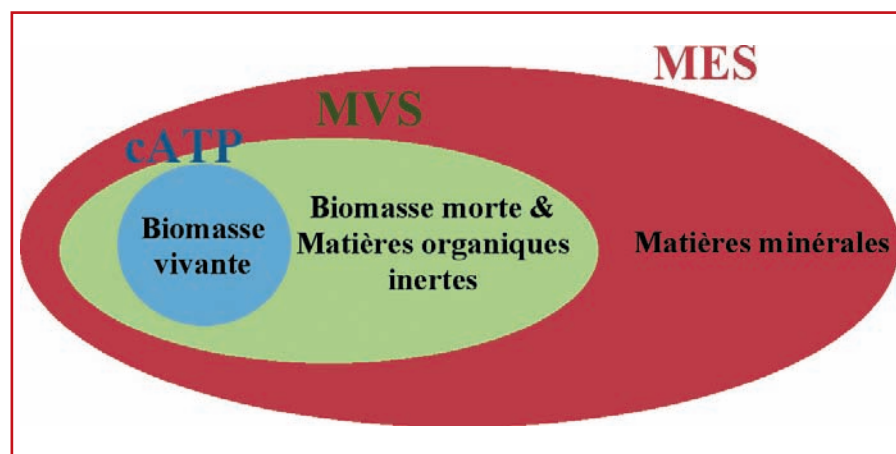 MES
MVS
cATP
Biomasse
vivante
Biomasse morte &
Matières organiques
inertes
Matières minérales